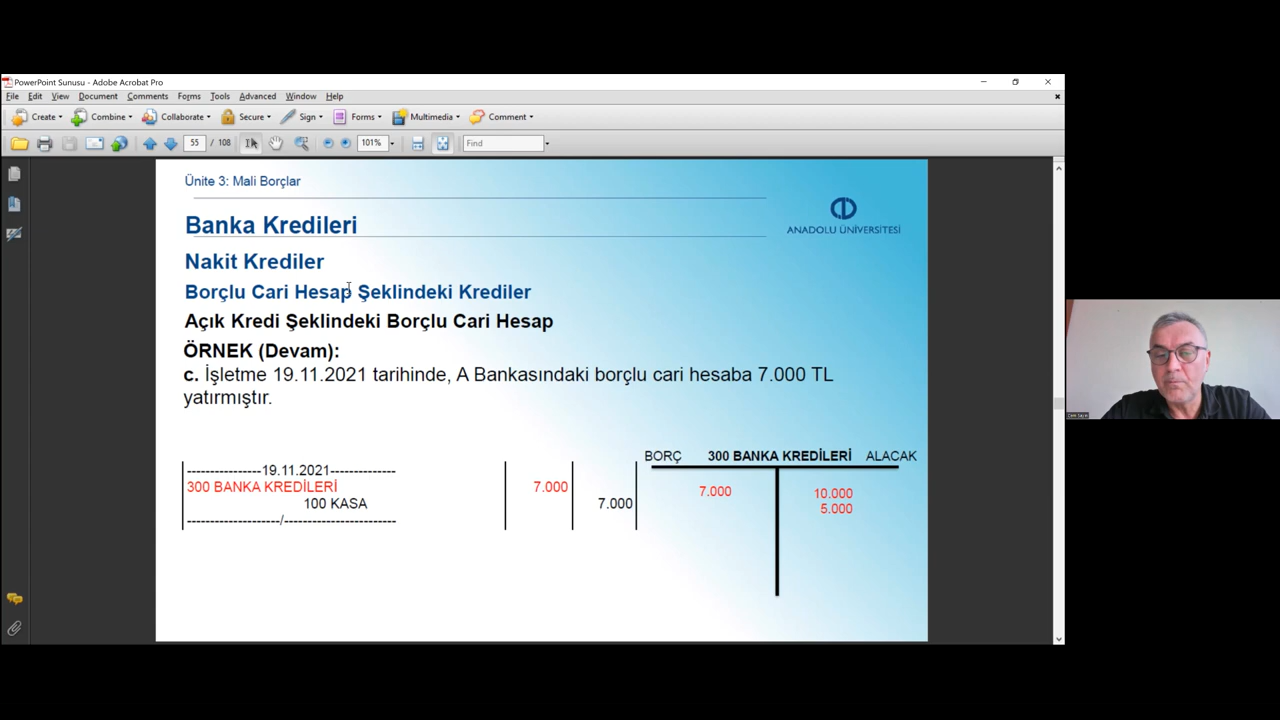 PowerPoint Sunusu - Adobe Acrobat Pro
File Edit View Document Comments Forms Tools Advanced Window Help
Create Combine Collaborate Secure Sign Forms Multimedia Comment
55 / 108 101% Find
Ünite 3: Mali Borçlar
ANADOLU ÜNİVERSİTESİ
Banka Kredileri
Nakit Krediler
Borçlu Cari Hesap Şeklindeki Krediler
Açık Kredi Şeklindeki Borçlu Cari Hesap
ÖRNEK (Devam):
c. İşletme 19.11.2021 tarihinde, A Bankasındaki borçlu cari hesaba 7.000 TL
yatırmıştır.
----------------19.11.2021--------------
300 BANKA KREDİLERİ 7.000
100 KASA 7.000
--------------------/------------------------
BORÇ 300 BANKA KREDİLERİ ALACAK
7.000 10.000
5.000